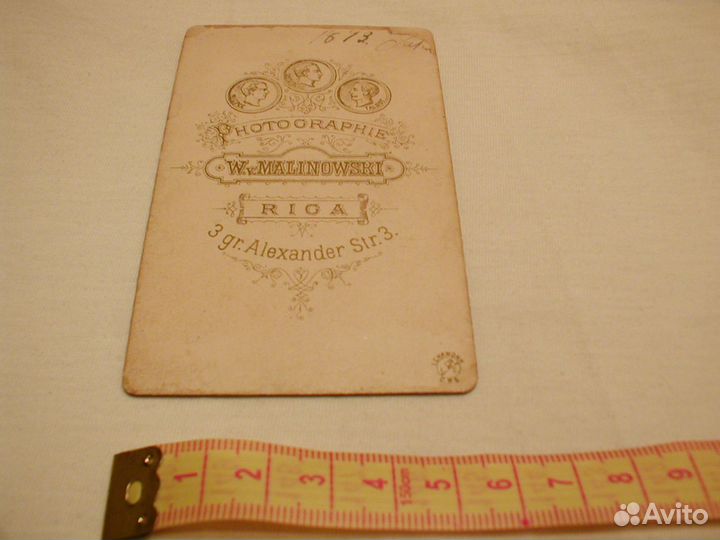 1613.
PHOTOGRAPHIE
W. v. MALINOWSKI
RIGA
3 gr. Alexander Str. 3.
1 2 3 4 150cm 5 6 7 8 9
Avito